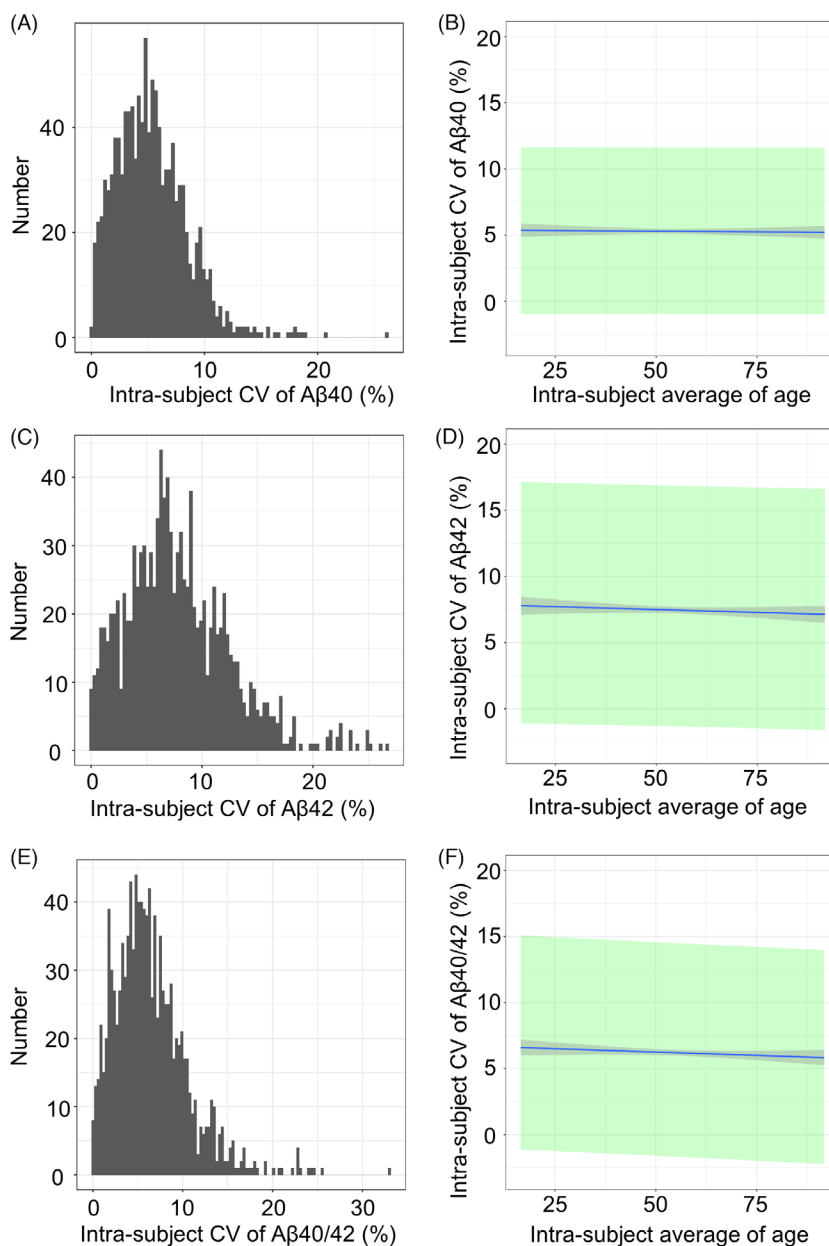 (A)
Number
40
20
0
0 10 20
Intra-subject CV of Aβ40 (%)
(B)
Intra-subject CV of Aβ40 (%)
20
15
10
5
0
25 50 75
Intra-subject average of age
(C)
Number
40
30
20
10
0
0 10 20
Intra-subject CV of Aβ42 (%)
(D)
Intra-subject CV of Aβ42 (%)
20
15
10
5
0
25 50 75
Intra-subject average of age
(E)
Number
40
30
20
10
0
0 10 20 30
Intra-subject CV of Aβ40/42 (%)
(F)
Intra-subject CV of Aβ40/42 (%)
20
15
10
5
0
25 50 75
Intra-subject average of age